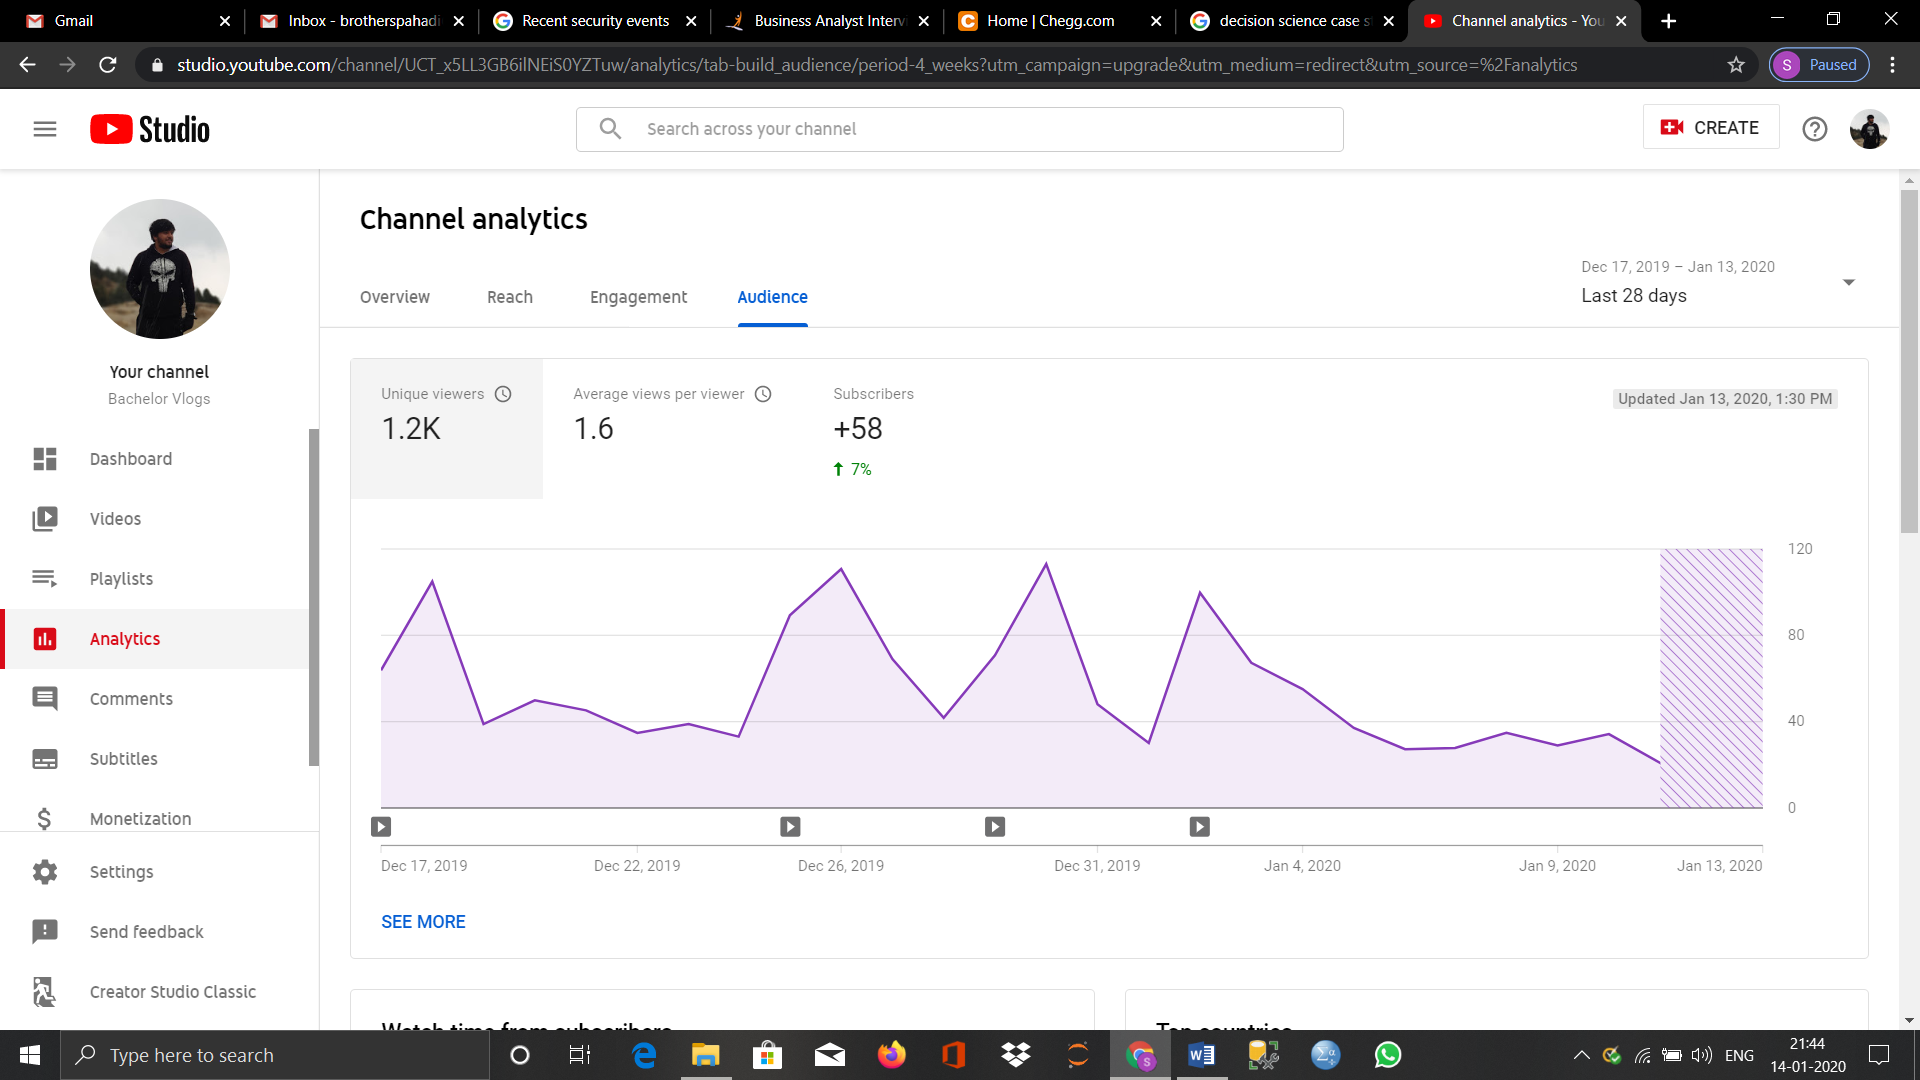 Gmail
Inbox - brotherspahadi
Recent security events
Business Analyst Interv
Home | Chegg.com
decision science case s
Channel analytics - You
studio.youtube.com/channel/UCT_x5LL3GB6ilNEiS0YZTuw/analytics/tab-build_audience/period-4_weeks?utm_campaign=upgrade&utm_medium=redirect&utm_source=%2Fanalytics
S Paused
Studio
Search across your channel
CREATE
Your channel
Bachelor Vlogs
Dashboard
Videos
Playlists
Analytics
Comments
Subtitles
Monetization
Settings
Send feedback
Creator Studio Classic
Channel analytics
Overview
Reach
Engagement
Audience
Dec 17, 2019 – Jan 13, 2020
Last 28 days
Unique viewers
1.2K
Average views per viewer
1.6
Subscribers
+58
7%
Updated Jan 13, 2020, 1:30 PM
120
80
40
0
Dec 17, 2019
Dec 22, 2019
Dec 26, 2019
Dec 31, 2019
Jan 4, 2020
Jan 9, 2020
Jan 13, 2020
SEE MORE
Watch time from subscribers
Top countries
Type here to search
ENG
21:44
14-01-2020